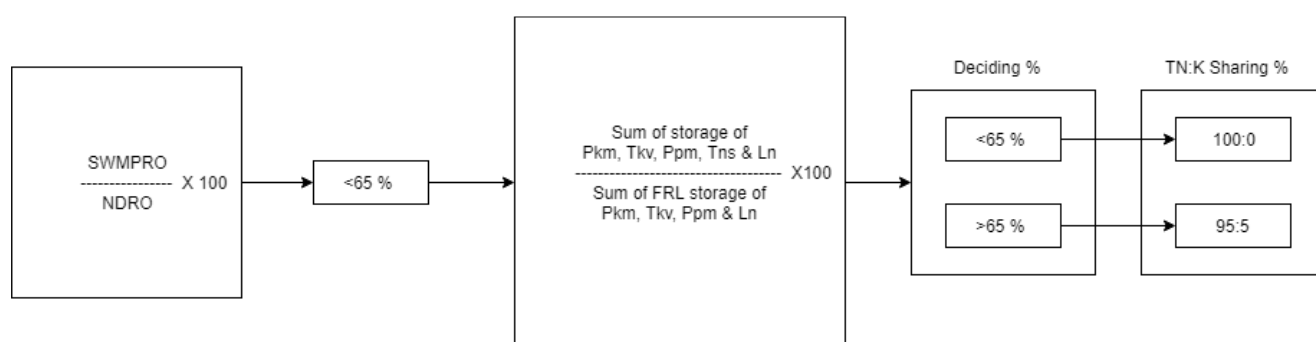 SWMPRO
------------------
NDRO
X 100
<65 %
Sum of storage of
Pkm, Tkv, Ppm, Tns & Ln
------------------------------------
Sum of FRL storage of
Pkm, Tkv, Ppm & Ln
X100
Deciding %
<65 %
>65 %
TN:K Sharing %
100:0
95:5